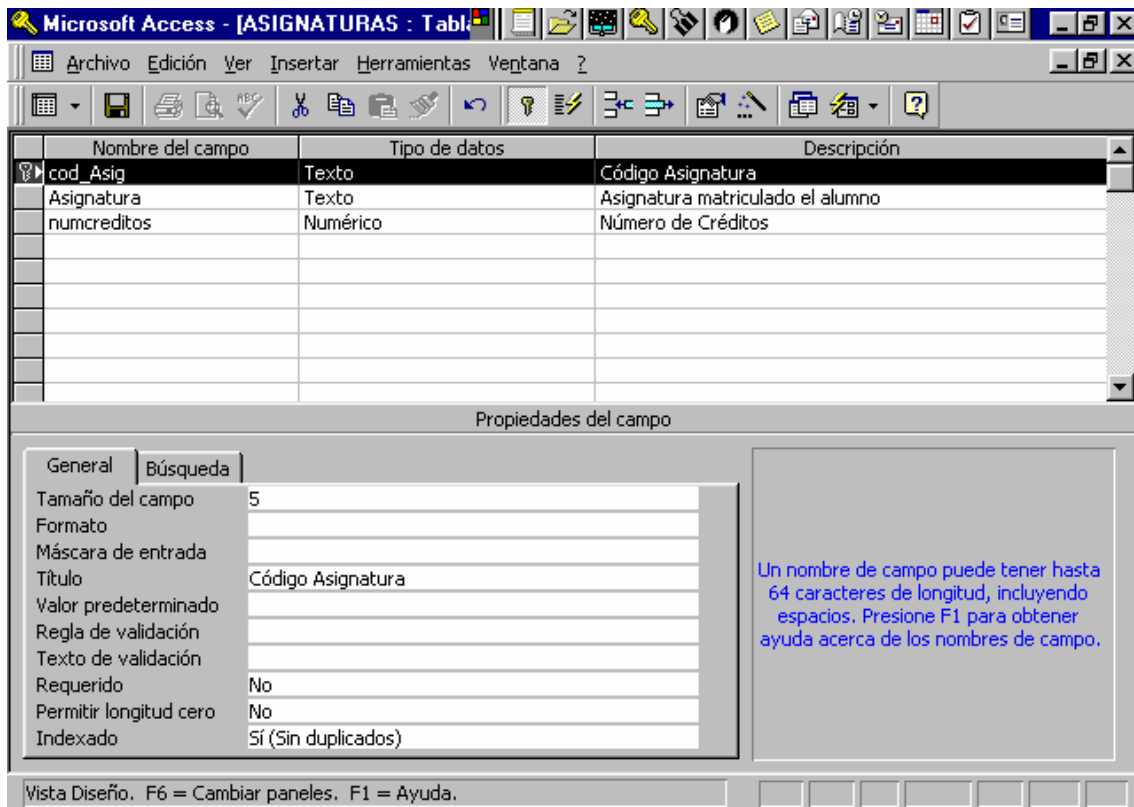 Microsoft Access - [ASIGNATURAS : Tabla
Archivo Edición Ver Insertar Herramientas Ventana ?
ABC
Nombre del campo Tipo de datos Descripción
cod_Asig Texto Código Asignatura
Asignatura Texto Asignatura matriculado el alumno
numcreditos Numérico Número de Créditos
Propiedades del campo
General Búsqueda
Tamaño del campo 5
Formato
Máscara de entrada
Título Código Asignatura
Valor predeterminado
Regla de validación
Texto de validación
Requerido No
Permitir longitud cero No
Indexado Sí (Sin duplicados)
Un nombre de campo puede tener hasta
64 caracteres de longitud, incluyendo
espacios. Presione F1 para obtener
ayuda acerca de los nombres de campo.
Vista Diseño. F6 = Cambiar paneles. F1 = Ayuda.